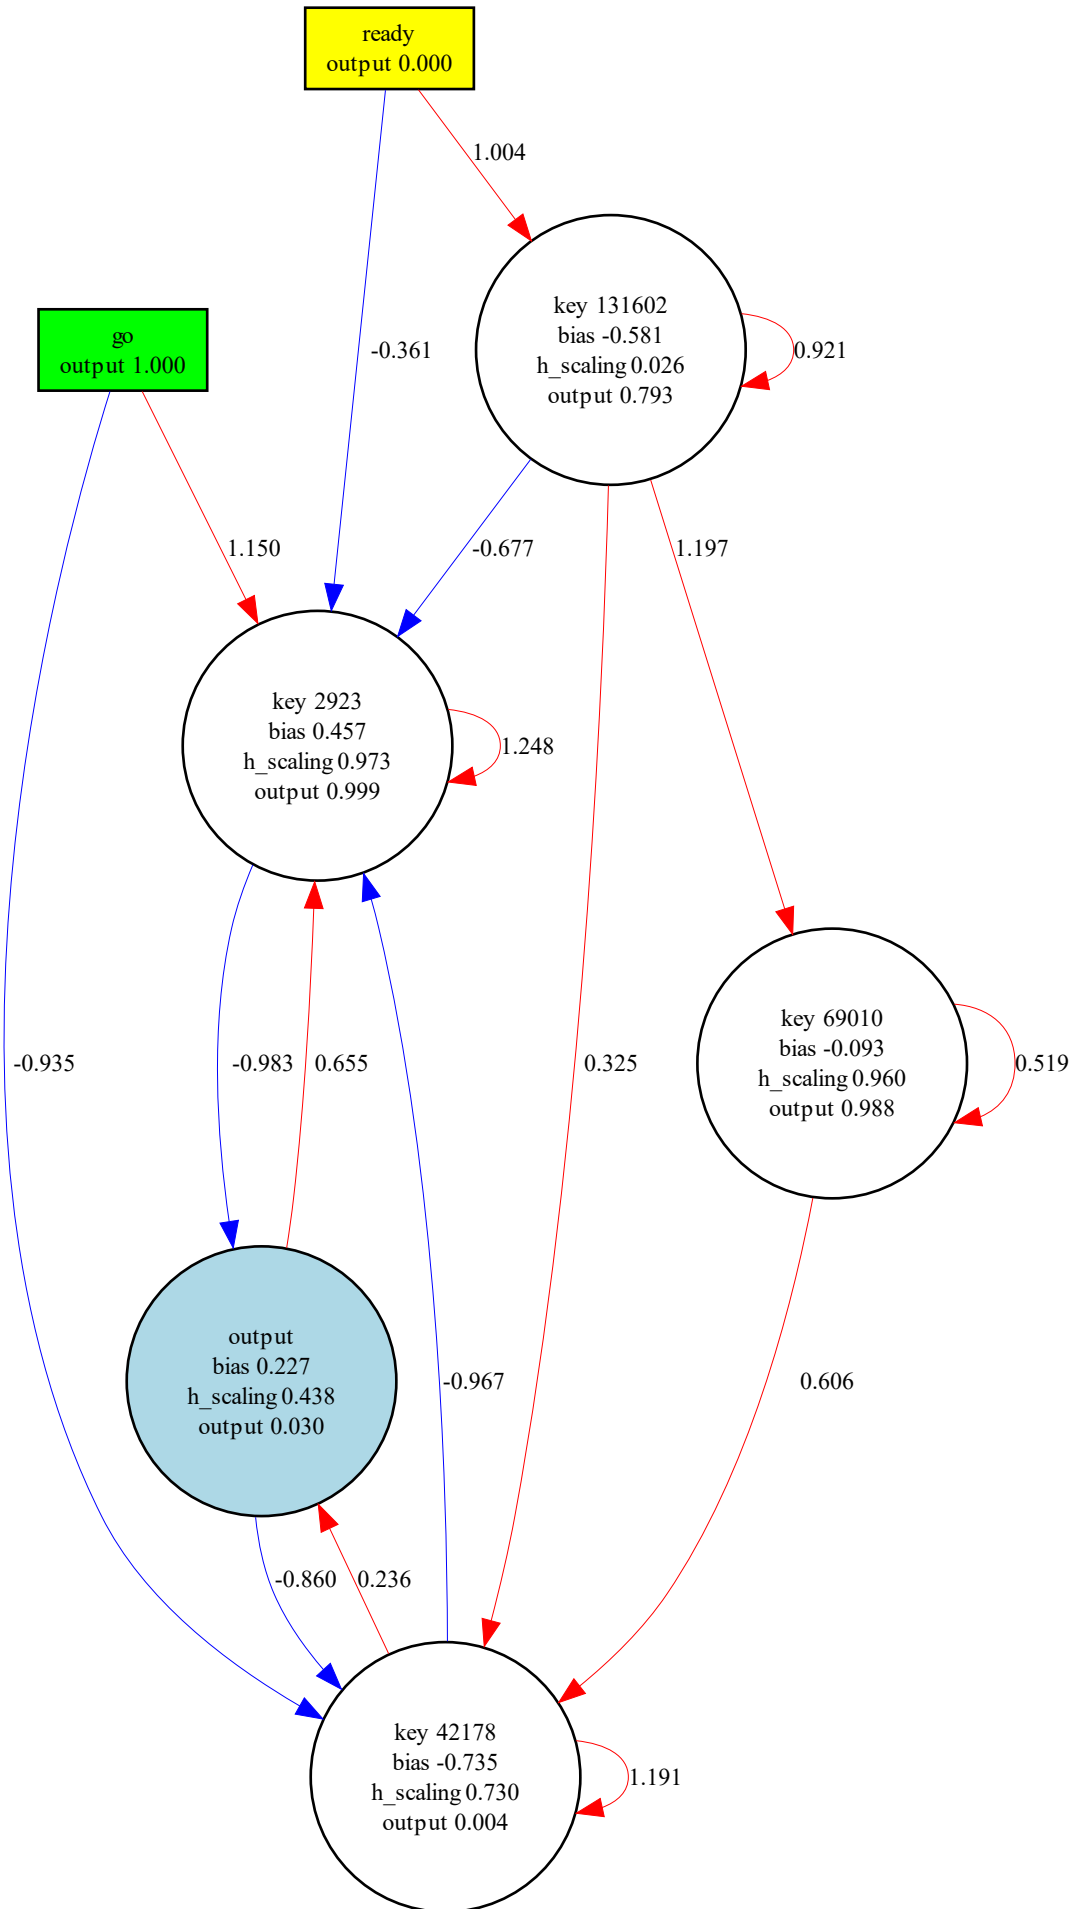 ready
output 0.000
1.004
key 131602
bias -0.581
h_scaling 0.026
output 0.793
0.921
-0.361
go
output 1.000
1.150
-0.677
1.197
key 2923
bias 0.457
h_scaling 0.973
output 0.999
1.248
key 69010
bias -0.093
h_scaling 0.960
output 0.988
0.519
-0.935
-0.983
0.655
0.325
output
bias 0.227
h_scaling 0.438
output 0.030
-0.967
0.606
-0.860
0.236
key 42178
bias -0.735
h_scaling 0.730
output 0.004
1.191